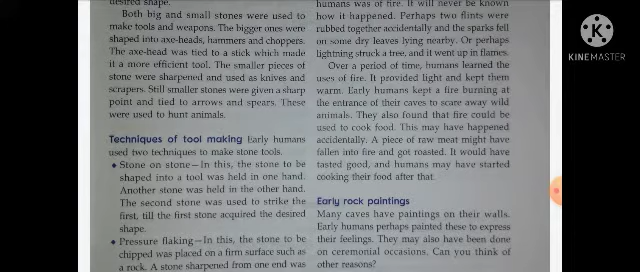 desired shape.
Both big and small stones were used to
make tools and weapons. The bigger ones were
shaped into axe-heads, hammers and choppers.
The axe-head was tied to a stick which made
it a more efficient tool. The smaller pieces of
stone were sharpened and used as knives and
scrapers. Still smaller stones were given a sharp
point and tied to arrows and spears. These
were used to hunt animals.
Techniques of tool making Early humans
used two techniques to make stone tools.
• Stone on stone—In this, the stone to be
shaped into a tool was held in one hand.
Another stone was held in the other hand.
The second stone was used to strike the
first, till the first stone acquired the desired
shape.
• Pressure flaking—In this, the stone to be
chipped was placed on a firm surface such as
a rock. A stone sharpened from one end was
humans was of fire. It will never be known
how it happened. Perhaps two flints were
rubbed together accidentally and the sparks fell
on some dry leaves lying nearby. Or perhaps
lightning struck a tree, and it went up in flames.
Over a period of time, humans learned the
uses of fire. It provided light and kept them
warm. Early humans kept a fire burning at
the entrance of their caves to scare away wild
animals. They also found that fire could be
used to cook food. This may have happened
accidentally. A piece of raw meat might have
fallen into fire and got roasted. It would have
tasted good, and humans may have started
cooking their food after that.
Early rock paintings
Many caves have paintings on their walls.
Early humans perhaps painted these to express
their feelings. They may also have been done
on ceremonial occasions. Can you think of
other reasons?
KINEMASTER